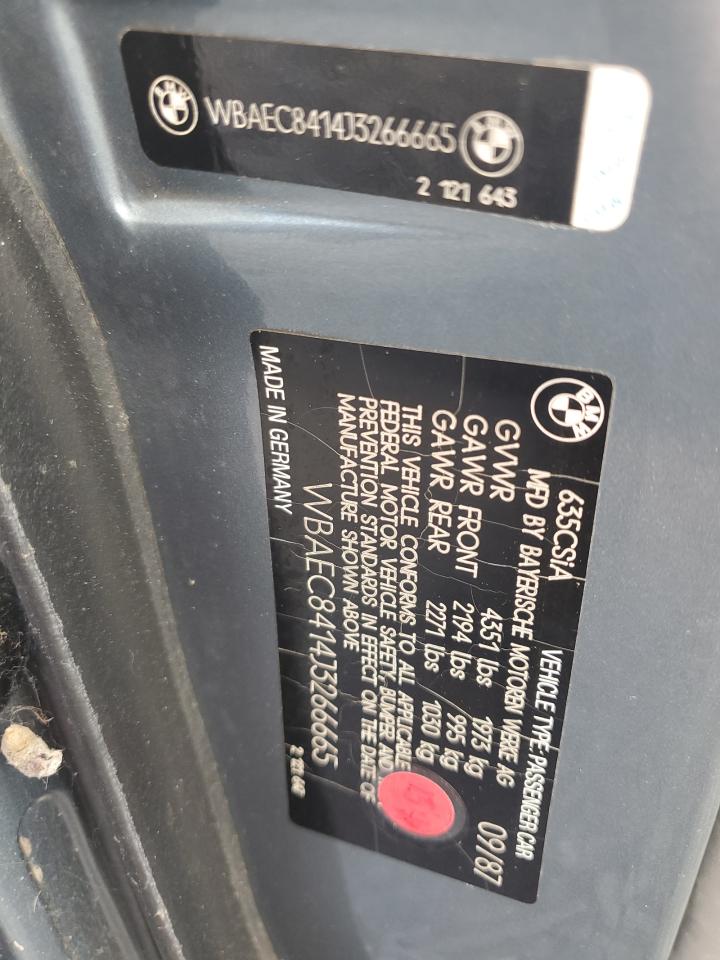 WBAEC8414J3266665
2 121 643
BMW
635CSiA VEHICLE TYPE: PASSENGER CAR
MFD BY BAYERISCHE MOTOREN WERKE AG 09/87
GVWR 4351 lbs 1973 kg
GAWR FRONT 2194 lbs 995 kg
GAWR REAR 2271 lbs 1030 kg
THIS VEHICLE CONFORMS TO ALL APPLICABLE
FEDERAL MOTOR VEHICLE SAFETY, BUMPER AND
PREVENTION STANDARDS IN EFFECT ON THE DATE OF
MANUFACTURE SHOWN ABOVE
WBAEC8414J3266665
MADE IN GERMANY